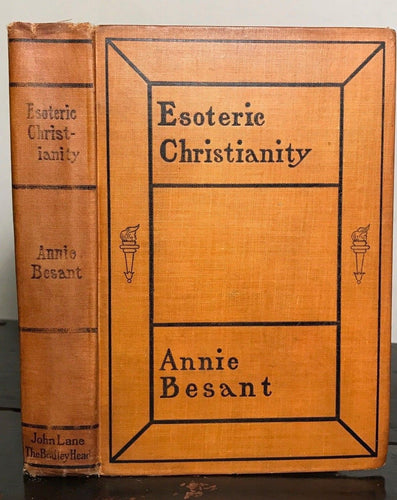 Esoteric
Christ-
ianity
Annie
Besant
John Lane
The Bodley Head
Esoteric
Christianity
Annie
Besant